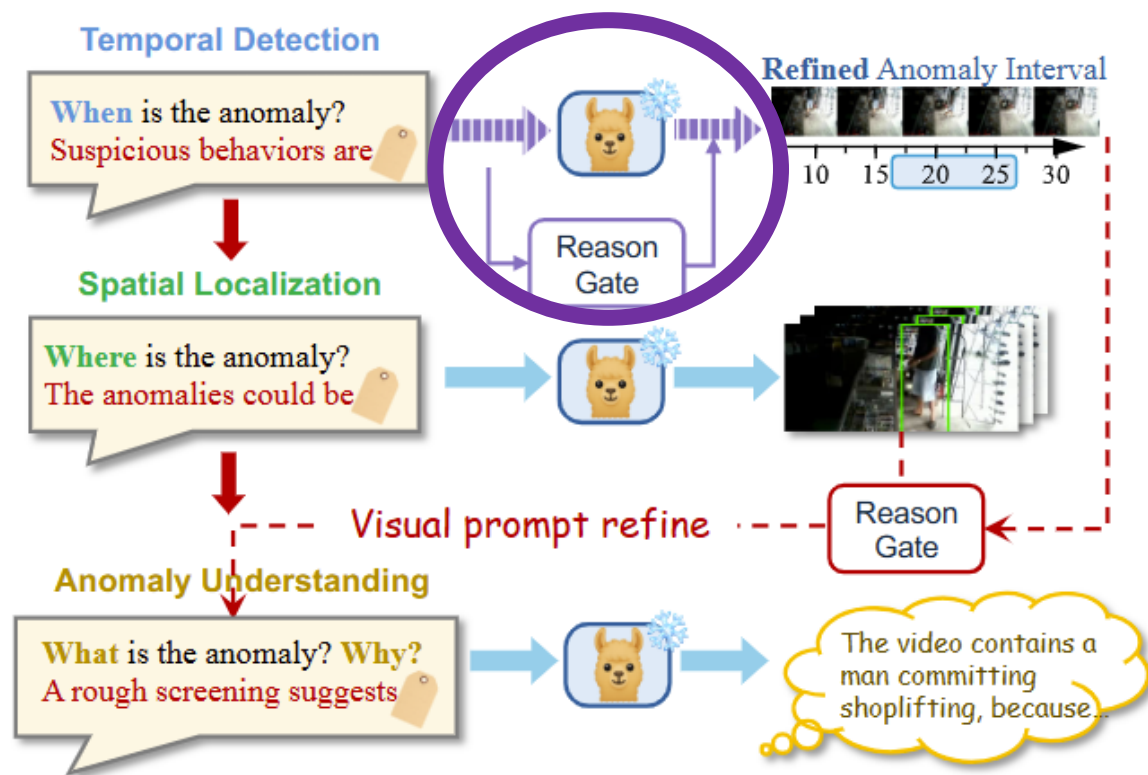 Temporal Detection
When is the anomaly?
Suspicious behaviors are
Refined Anomaly Interval
10 15 20 25 30
Reason
Gate
Spatial Localization
Where is the anomaly?
The anomalies could be
Visual prompt refine
Reason
Gate
Anomaly Understanding
What is the anomaly? Why?
A rough screening suggests
The video contains a
man committing
shoplifting, because...